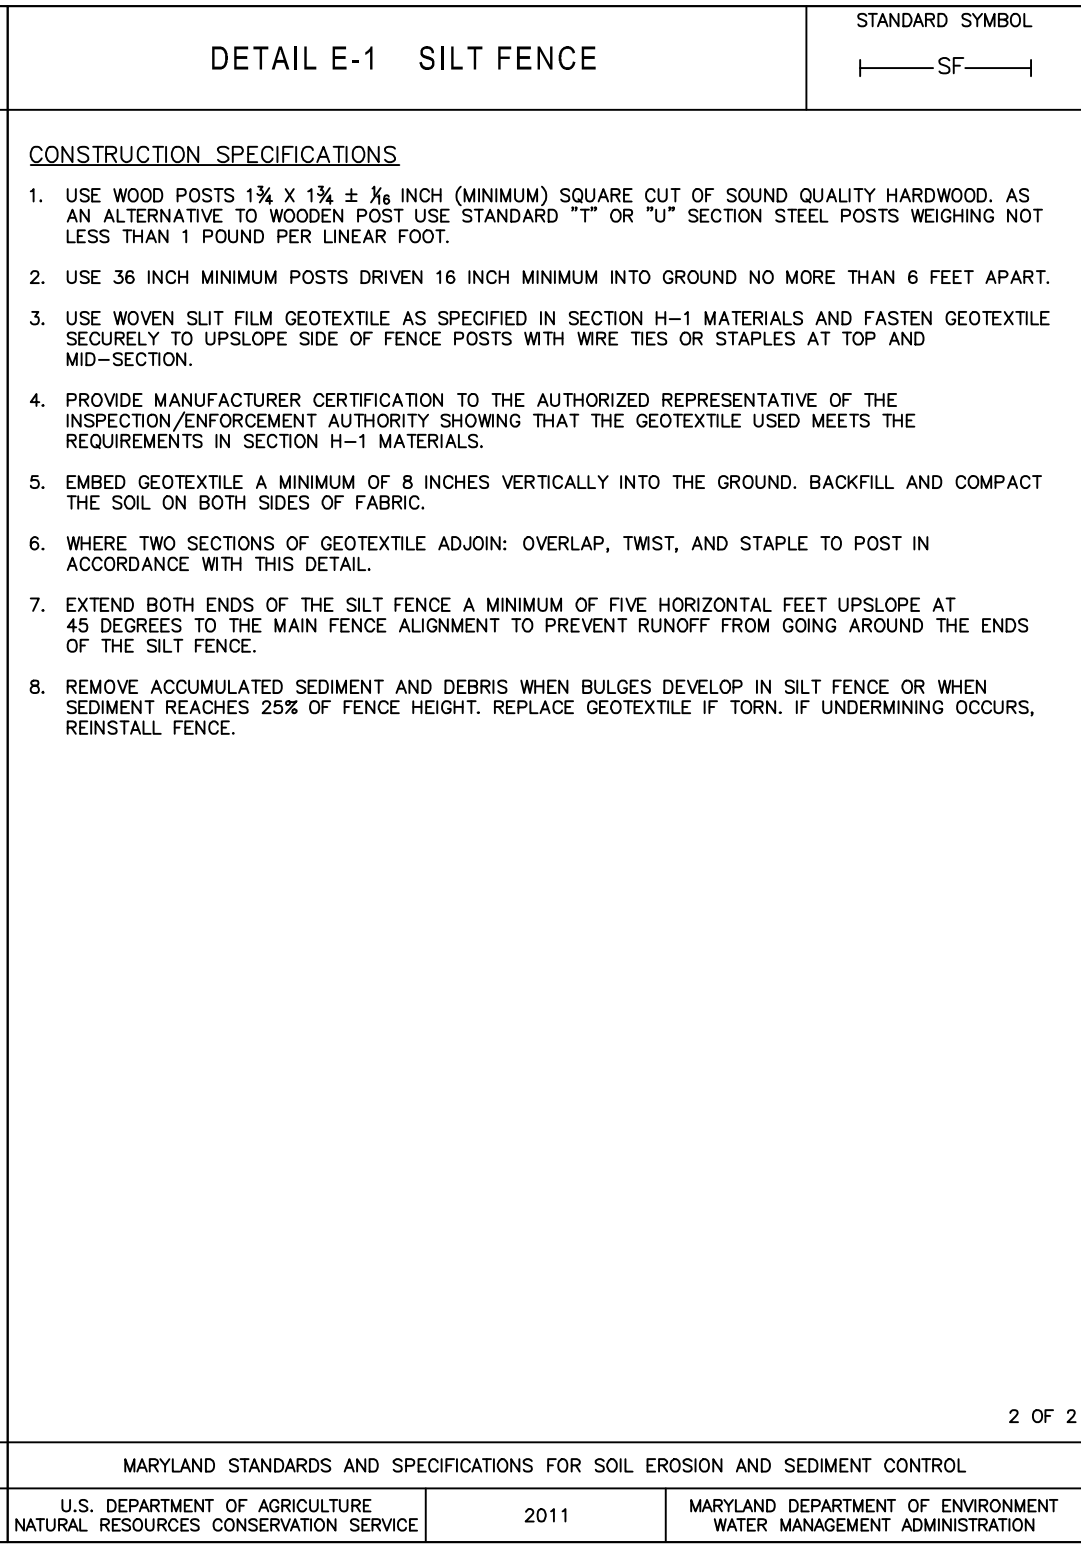 DETAIL E-1 SILT FENCE
STANDARD SYMBOL
SF
CONSTRUCTION SPECIFICATIONS
1. USE WOOD POSTS 1¾ X 1¾ ± 1⁄16 INCH (MINIMUM) SQUARE CUT OF SOUND QUALITY HARDWOOD. AS
AN ALTERNATIVE TO WOODEN POST USE STANDARD "T" OR "U" SECTION STEEL POSTS WEIGHING NOT
LESS THAN 1 POUND PER LINEAR FOOT.
2. USE 36 INCH MINIMUM POSTS DRIVEN 16 INCH MINIMUM INTO GROUND NO MORE THAN 6 FEET APART.
3. USE WOVEN SLIT FILM GEOTEXTILE AS SPECIFIED IN SECTION H-1 MATERIALS AND FASTEN GEOTEXTILE
SECURELY TO UPSLOPE SIDE OF FENCE POSTS WITH WIRE TIES OR STAPLES AT TOP AND
MID-SECTION.
4. PROVIDE MANUFACTURER CERTIFICATION TO THE AUTHORIZED REPRESENTATIVE OF THE
INSPECTION/ENFORCEMENT AUTHORITY SHOWING THAT THE GEOTEXTILE USED MEETS THE
REQUIREMENTS IN SECTION H-1 MATERIALS.
5. EMBED GEOTEXTILE A MINIMUM OF 8 INCHES VERTICALLY INTO THE GROUND. BACKFILL AND COMPACT
THE SOIL ON BOTH SIDES OF FABRIC.
6. WHERE TWO SECTIONS OF GEOTEXTILE ADJOIN: OVERLAP, TWIST, AND STAPLE TO POST IN
ACCORDANCE WITH THIS DETAIL.
7. EXTEND BOTH ENDS OF THE SILT FENCE A MINIMUM OF FIVE HORIZONTAL FEET UPSLOPE AT
45 DEGREES TO THE MAIN FENCE ALIGNMENT TO PREVENT RUNOFF FROM GOING AROUND THE ENDS
OF THE SILT FENCE.
8. REMOVE ACCUMULATED SEDIMENT AND DEBRIS WHEN BULGES DEVELOP IN SILT FENCE OR WHEN
SEDIMENT REACHES 25% OF FENCE HEIGHT. REPLACE GEOTEXTILE IF TORN. IF UNDERMINING OCCURS,
REINSTALL FENCE.
2 OF 2
MARYLAND STANDARDS AND SPECIFICATIONS FOR SOIL EROSION AND SEDIMENT CONTROL
U.S. DEPARTMENT OF AGRICULTURE
NATURAL RESOURCES CONSERVATION SERVICE
2011
MARYLAND DEPARTMENT OF ENVIRONMENT
WATER MANAGEMENT ADMINISTRATION